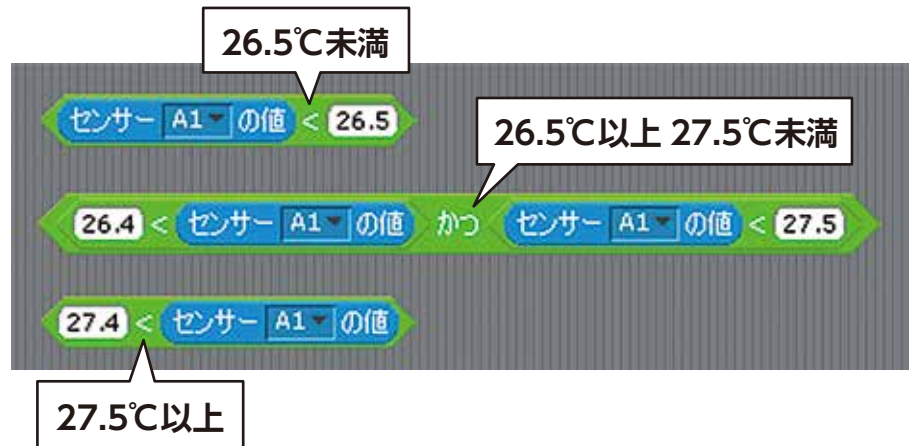 26.5℃未満
センサー A1 の値 < 26.5
26.5℃以上 27.5℃未満
26.4 < センサー A1 の値 かつ センサー A1 の値 < 27.5
27.4 < センサー A1 の値
27.5℃以上